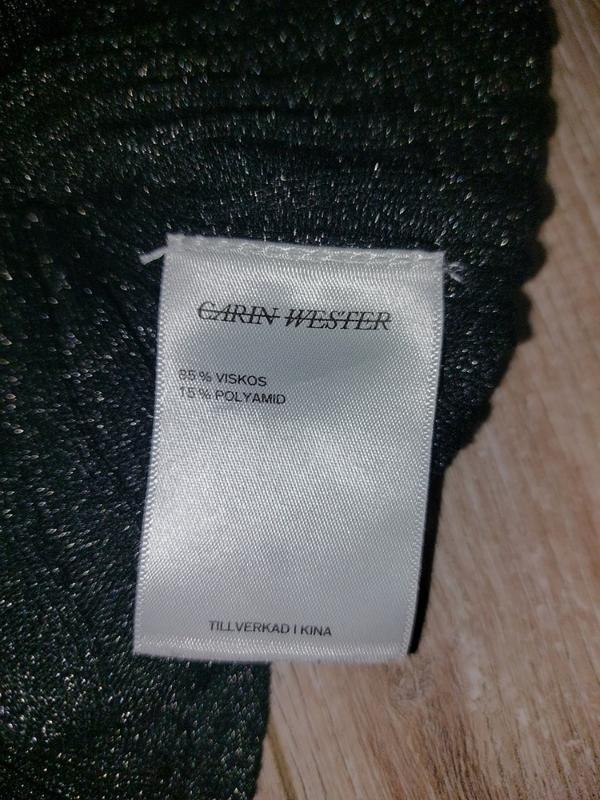 CARIN WESTER
85 % VISKOS
15 % POLYAMID
TILLVERKAD I KINA